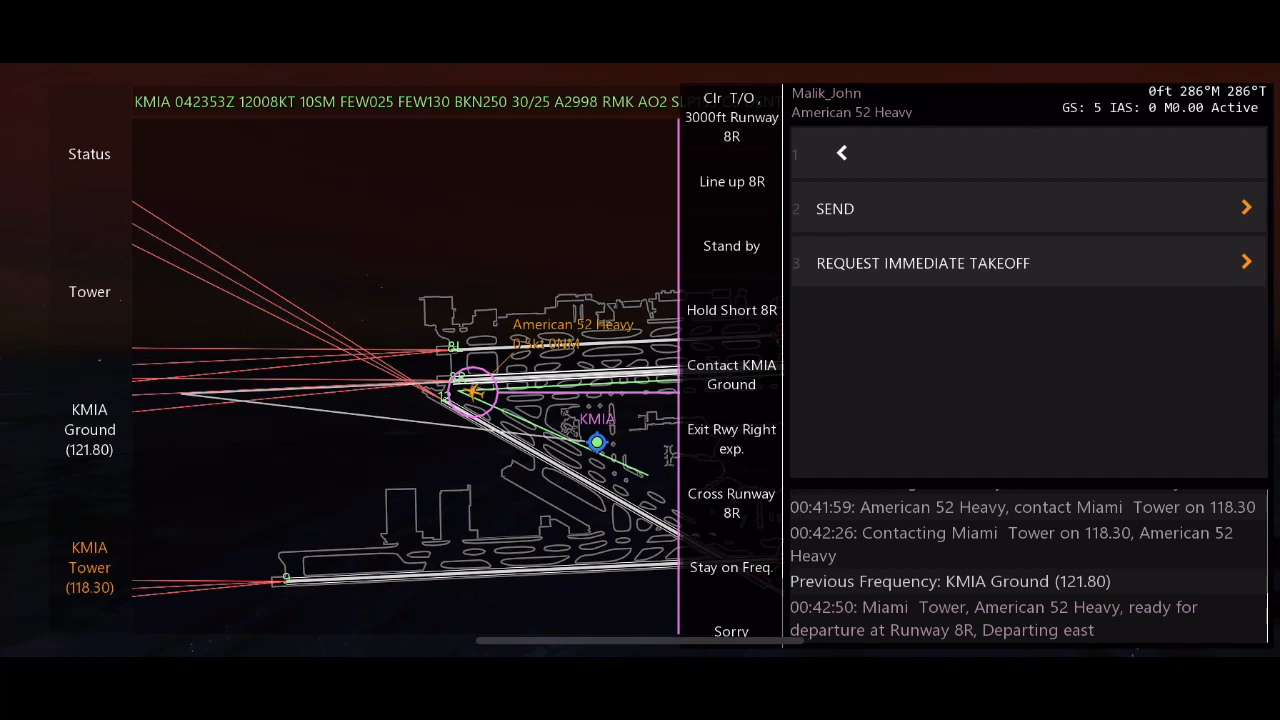 KMIA 042353Z 12008KT 10SM FEW025 FEW130 BKN250 30/25 A2998 RMK AO2
Status
Tower
KMIA
Ground
(121.80)
KMIA
Tower
(118.30)
8L
American 52 Heavy
KMIA
9
Clr T/O ,
3000ft Runway
8R
Line up 8R
Stand by
Hold Short 8R
Contact KMIA
Ground
Exit Rwy Right
exp.
Cross Runway
8R
Stay on Freq.
Sorry
Malik_John
American 52 Heavy
0ft 286°M 286°T
GS: 5 IAS: 0 M0.00 Active
1
2 SEND
3 REQUEST IMMEDIATE TAKEOFF
00:41:59: American 52 Heavy, contact Miami Tower on 118.30
00:42:26: Contacting Miami Tower on 118.30, American 52
Heavy
Previous Frequency: KMIA Ground (121.80)
00:42:50: Miami Tower, American 52 Heavy, ready for
departure at Runway 8R, Departing east